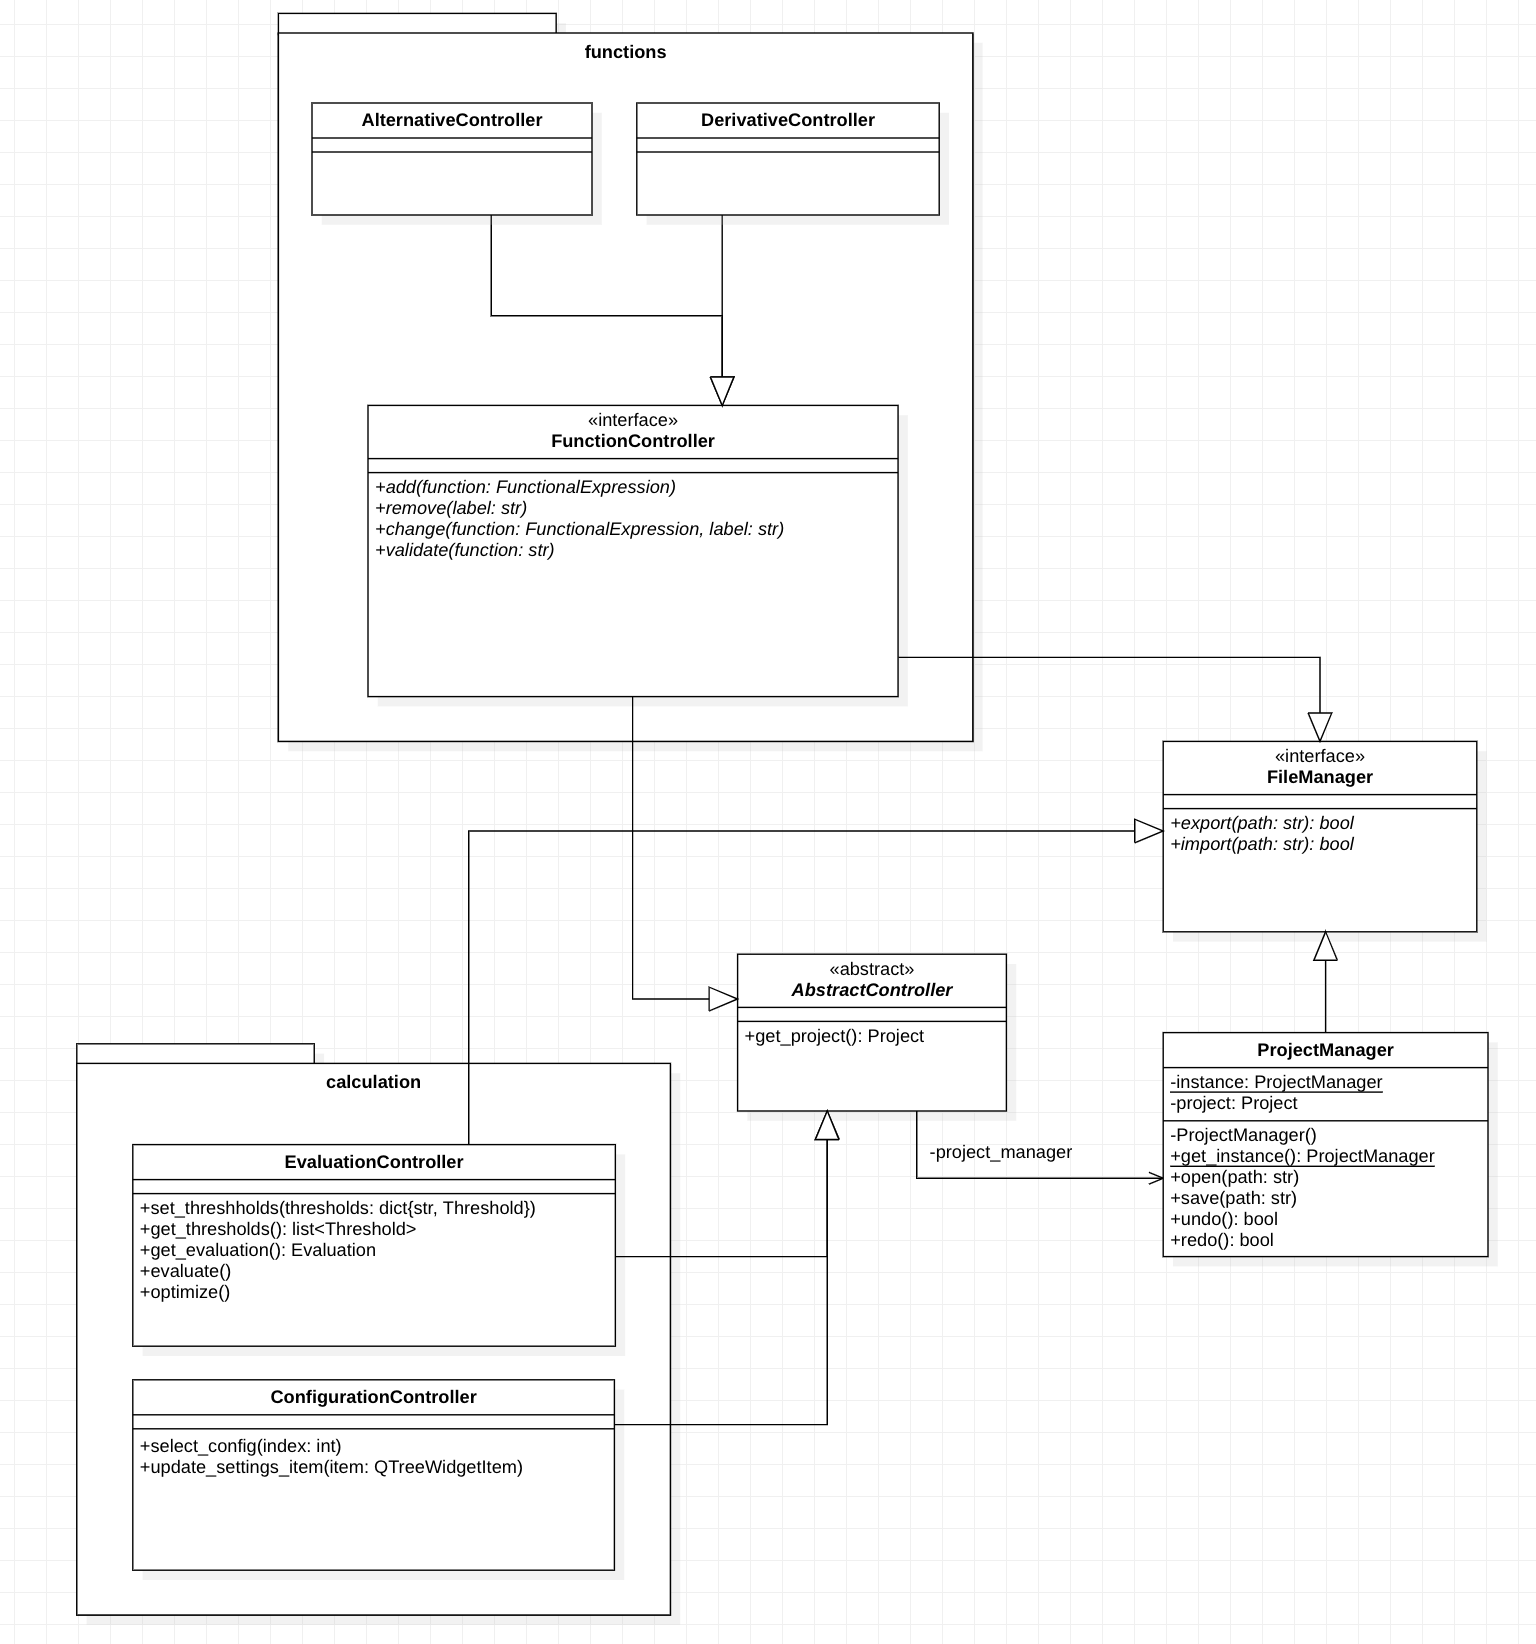 functions
AlternativeController
DerivativeController
«interface»
FunctionController
+add(function: FunctionalExpression)
+remove(label: str)
+change(function: FunctionalExpression, label: str)
+validate(function: str)
«interface»
FileManager
+export(path: str): bool
+import(path: str): bool
«abstract»
AbstractController
+get_project(): Project
-project_manager
ProjectManager
-instance: ProjectManager
-project: Project
-ProjectManager()
+get_instance(): ProjectManager
+open(path: str)
+save(path: str)
+undo(): bool
+redo(): bool
calculation
EvaluationController
+set_threshholds(thresholds: dict{str, Threshold})
+get_thresholds(): list<Threshold>
+get_evaluation(): Evaluation
+evaluate()
+optimize()
ConfigurationController
+select_config(index: int)
+update_settings_item(item: QTreeWidgetItem)